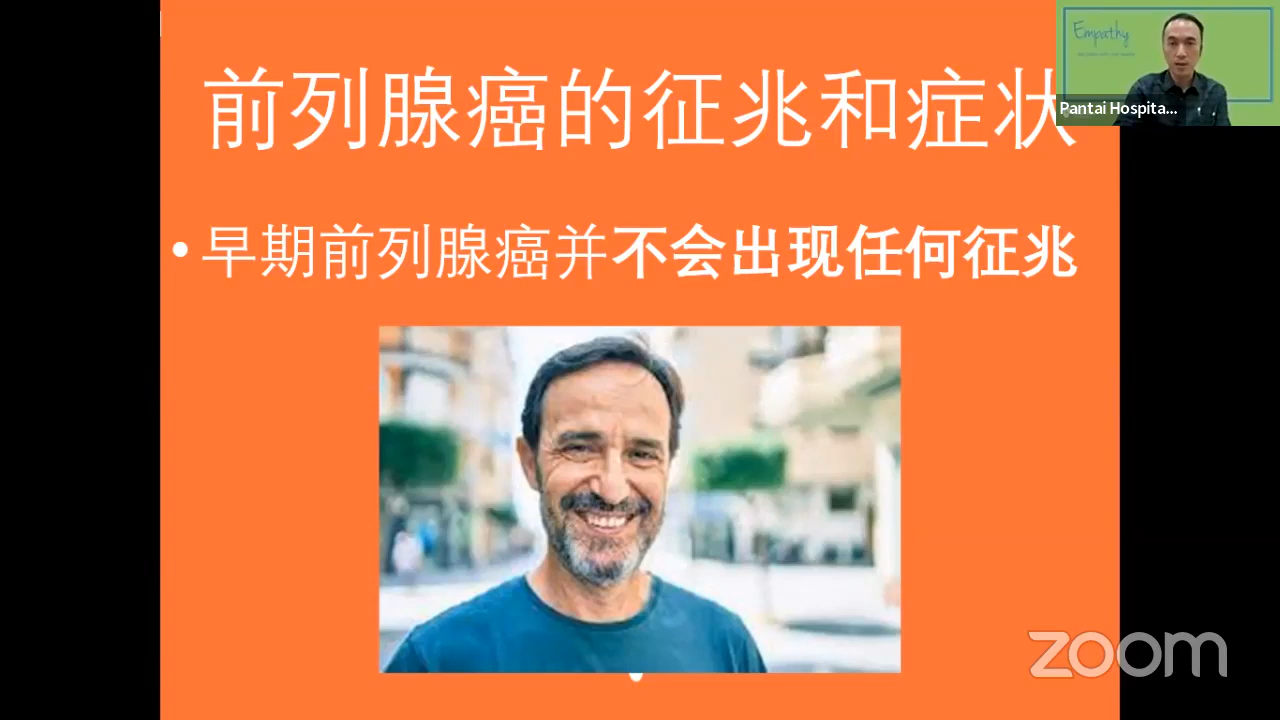 前列腺癌的征兆和症状
• 早期前列腺癌并不会出现任何征兆
Empathy
Pantai Hospita...
zoom